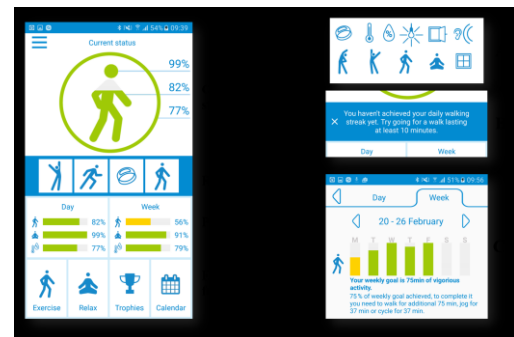 54% 09:39
Current status
99%
82%
77%
Day
Week
82%
56%
99%
91%
77%
79%
Exercise
Relax
Trophies
Calendar
You haven't achieved your daily walking
streak yet. Try going for a walk lasting
at least 10 minutes.
Day
Week
51% 09:56
Day
Week
20 - 26 February
M T W T F S S
Your weekly goal is 75min of vigorous
activity.
75% of weekly goal achieved, to complete it
you need to walk for additional 75 min, jog for
37 min or cycle for 37 min.